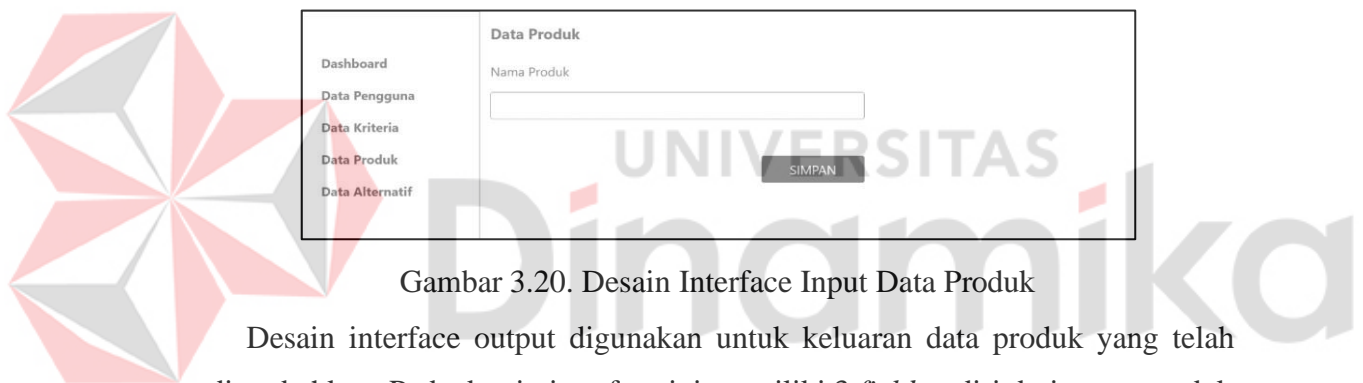 Data Produk
Dashboard
Nama Produk
Data Pengguna
Data Kriteria
Data Produk
Data Alternatif
SIMPAN
UNIVERSITAS
Dinamika
Gambar 3.20. Desain Interface Input Data Produk
Desain interface output digunakan untuk keluaran data produk yang telah